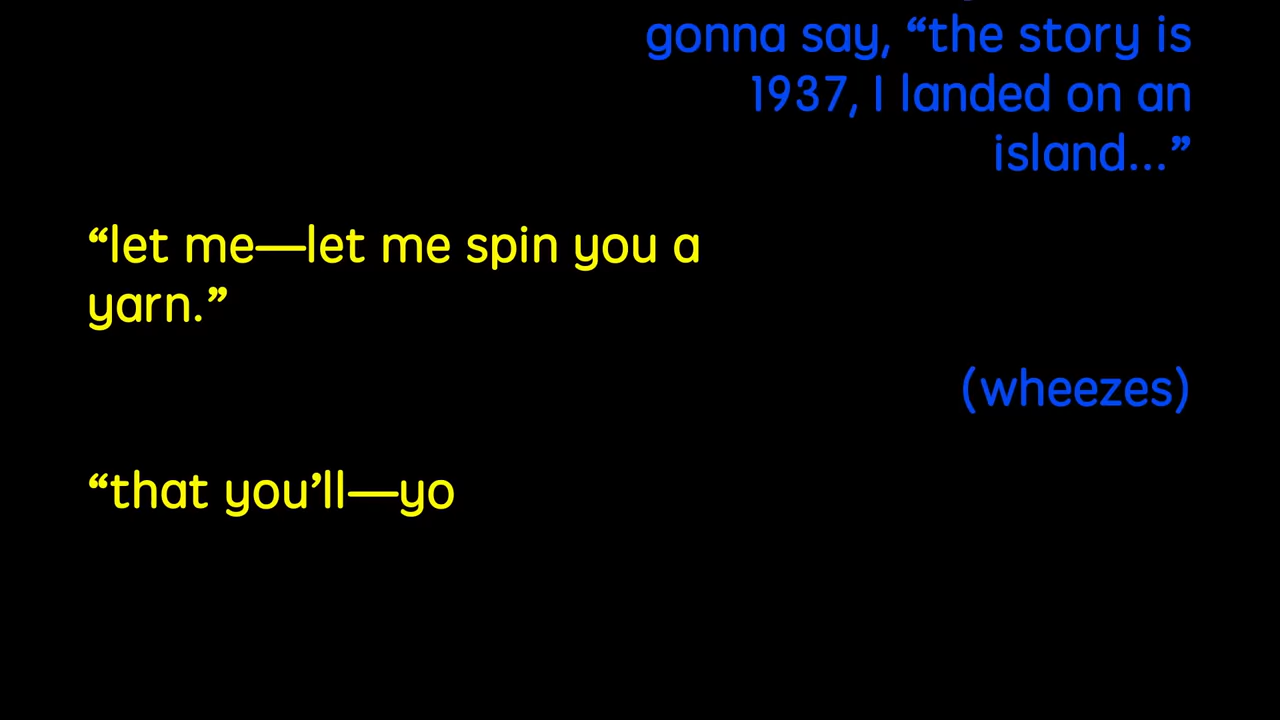 gonna say, “the story is
1937, I landed on an
island...”
“let me—let me spin you a
yarn.”
(wheezes)
“that you’ll—yo